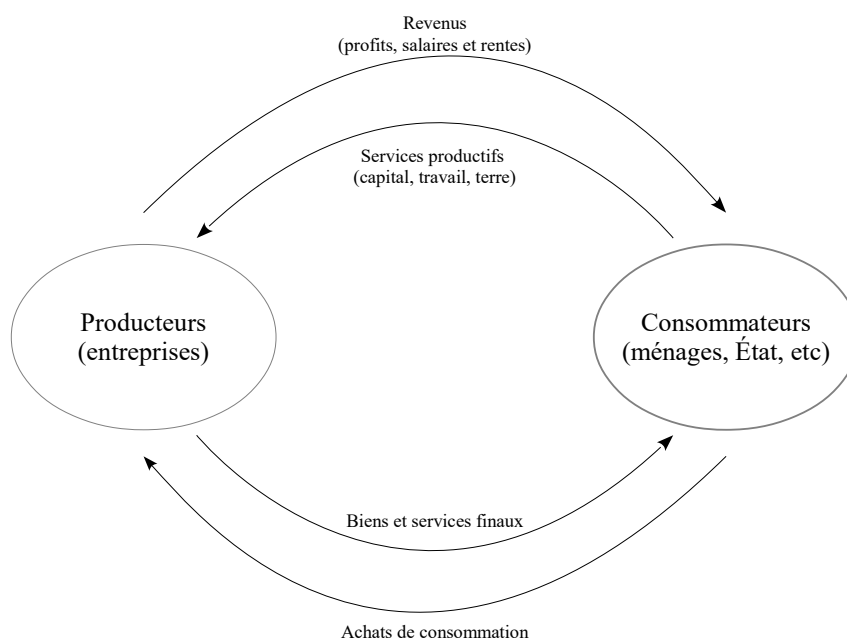 Revenus
(profits, salaires et rentes)
Services productifs
(capital, travail, terre)
Producteurs
(entreprises)
Consommateurs
(ménages, État, etc)
Biens et services finaux
Achats de consommation